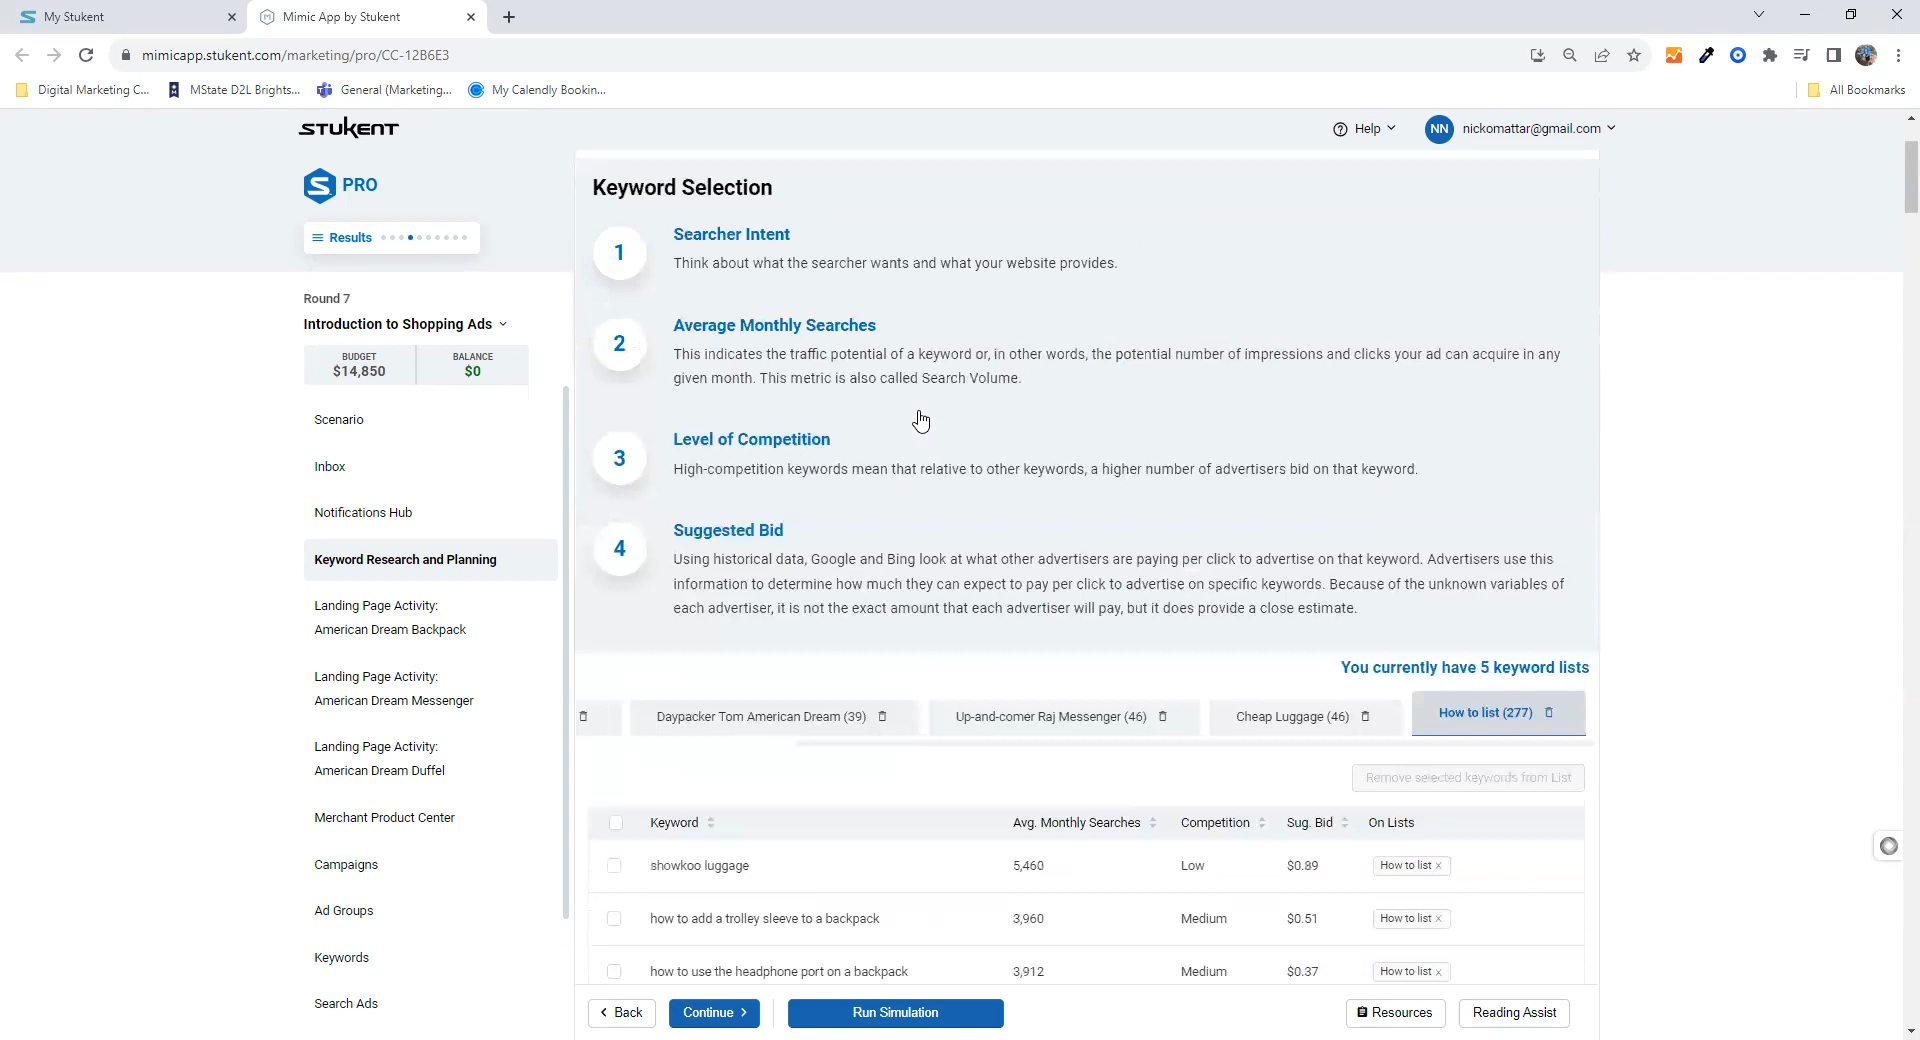 My Stukent
Mimic App by Stukent
mimicapp.stukent.com/marketing/pro/CC-12B6E3
Digital Marketing C...
MState D2L Brights...
General (Marketing...
My Calendly Bookin...
All Bookmarks
STUKENT
Help
NN
nickomattar@gmail.com
S PRO
Results
Round 7
Introduction to Shopping Ads
BUDGET
$14,850
BALANCE
$0
Scenario
Inbox
Notifications Hub
Keyword Research and Planning
Landing Page Activity:
American Dream Backpack
Landing Page Activity:
American Dream Messenger
Landing Page Activity:
American Dream Duffel
Merchant Product Center
Campaigns
Ad Groups
Keywords
Search Ads
Keyword Selection
1
Searcher Intent
Think about what the searcher wants and what your website provides.
2
Average Monthly Searches
This indicates the traffic potential of a keyword or, in other words, the potential number of impressions and clicks your ad can acquire in any
given month. This metric is also called Search Volume.
3
Level of Competition
High-competition keywords mean that relative to other keywords, a higher number of advertisers bid on that keyword.
4
Suggested Bid
Using historical data, Google and Bing look at what other advertisers are paying per click to advertise on that keyword. Advertisers use this
information to determine how much they can expect to pay per click to advertise on specific keywords. Because of the unknown variables of
each advertiser, it is not the exact amount that each advertiser will pay, but it does provide a close estimate.
You currently have 5 keyword lists
Daypacker Tom American Dream (39)
Up-and-comer Raj Messenger (46)
Cheap Luggage (46)
How to list (277)
Remove selected keywords from List
Keyword Avg. Monthly Searches Competition Sug. Bid On Lists
showkoo luggage 5,460 Low $0.89 How to list ×
how to add a trolley sleeve to a backpack 3,960 Medium $0.51 How to list ×
how to use the headphone port on a backpack 3,912 Medium $0.37 How to list ×
Back
Continue
Run Simulation
Resources
Reading Assist